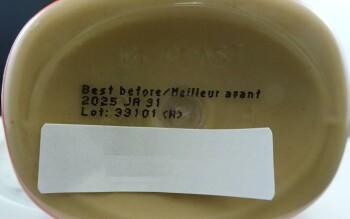 Best before/Meilleur avant
2025 JA 31
Lot: 33101 (H)